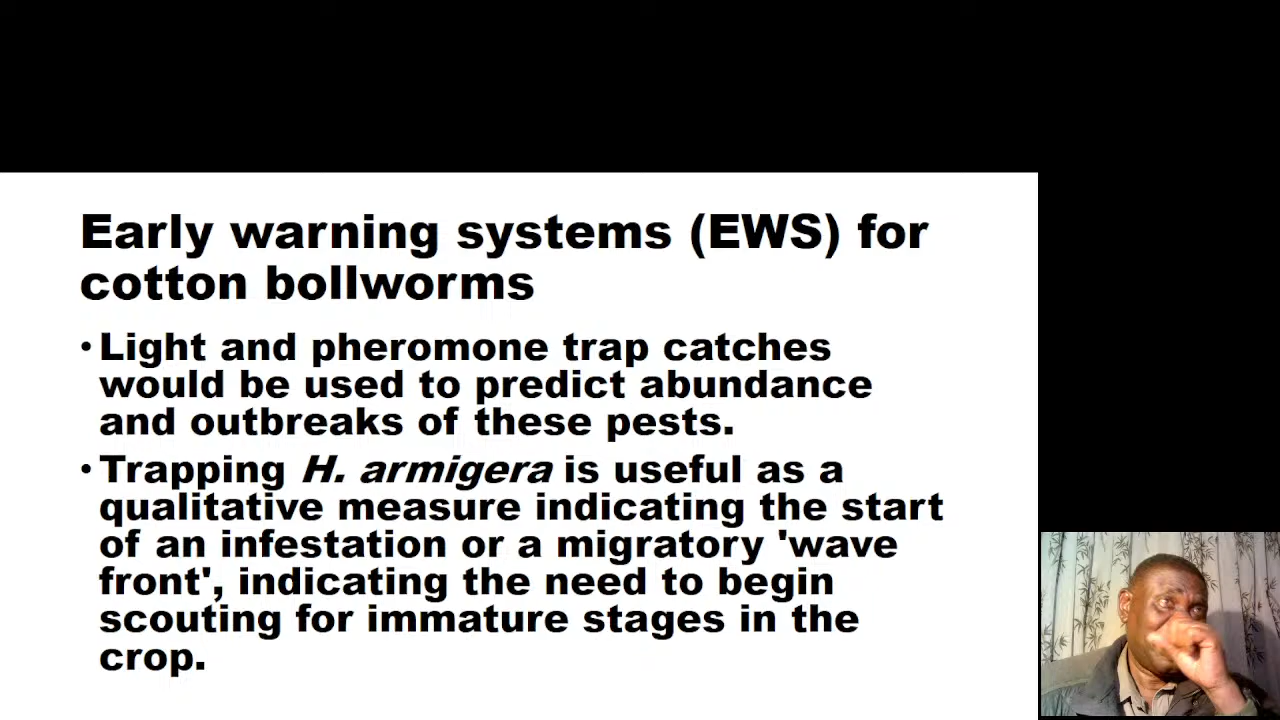 Early warning systems (EWS) for
cotton bollworms
• Light and pheromone trap catches
would be used to predict abundance
and outbreaks of these pests.
• Trapping H. armigera is useful as a
qualitative measure indicating the start
of an infestation or a migratory 'wave
front', indicating the need to begin
scouting for immature stages in the
crop.